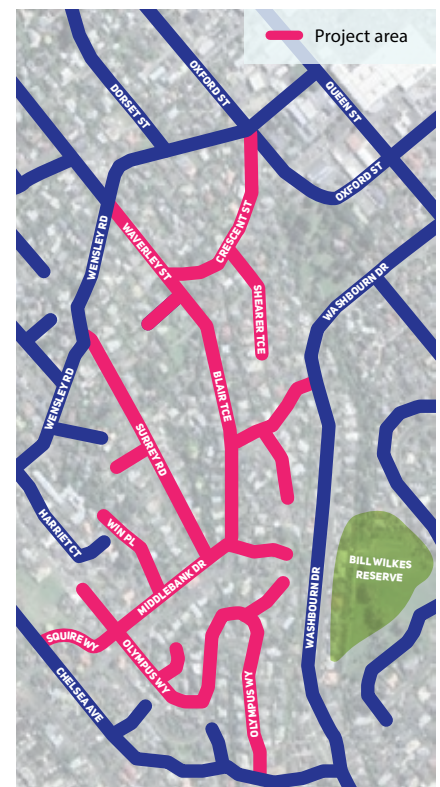 Project area
DORSET ST
OXFORD ST
QUEEN ST
OXFORD ST
WENSLEY RD
WAVERLEY ST
CRESCENT ST
SHEARER TCE
WASHBOURN DR
WENSLEY RD
BLAIR TCE
SURREY RD
HARRIET CT
WIN PL
MIDDLEBANK DR
BILL WILKES
RESERVE
WASHBOURN DR
SQUIRE WY
OLYMPUS WY
OLYMPUS WY
CHELSEA AVE